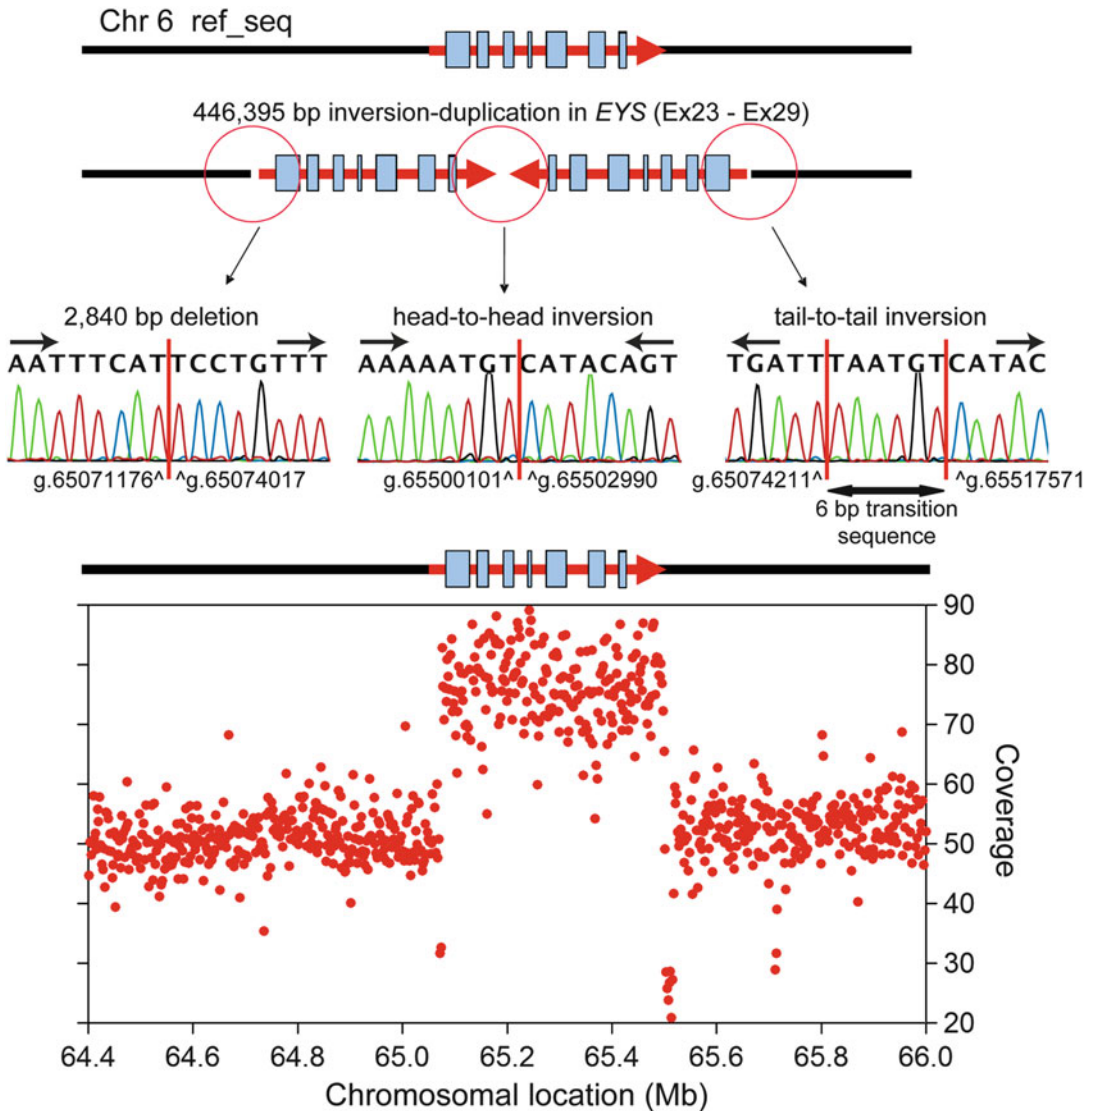 Chr 6 ref_seq
446,395 bp inversion-duplication in EYS (Ex23 - Ex29)
2,840 bp deletion
head-to-head inversion
tail-to-tail inversion
AATTTCATTCCTGTTT
AAAAATGTCATACAGT
TGATTTAATGTCATAC
g.65071176^ ^g.65074017
g.65500101^ ^g.65502990
g.65074211^ ^g.65517571
6 bp transition
sequence
90
80
70
60
50
40
30
20
Coverage
64.4 64.6 64.8 65.0 65.2 65.4 65.6 65.8 66.0
Chromosomal location (Mb)